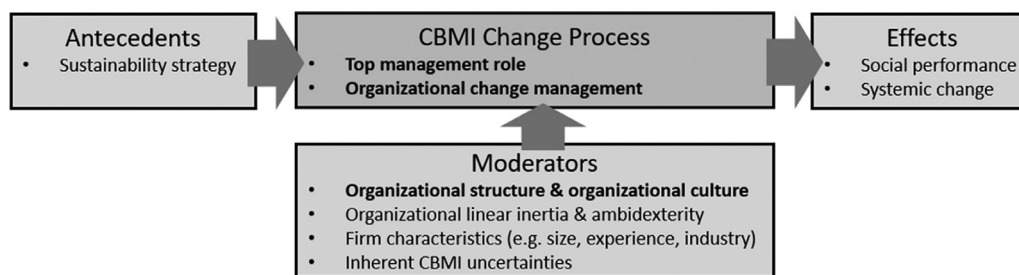 Antecedents
• Sustainability strategy
CBMI Change Process
• Top management role
• Organizational change management
Effects
• Social performance
• Systemic change
Moderators
• Organizational structure & organizational culture
• Organizational linear inertia & ambidexterity
• Firm characteristics (e.g. size, experience, industry)
• Inherent CBMI uncertainties